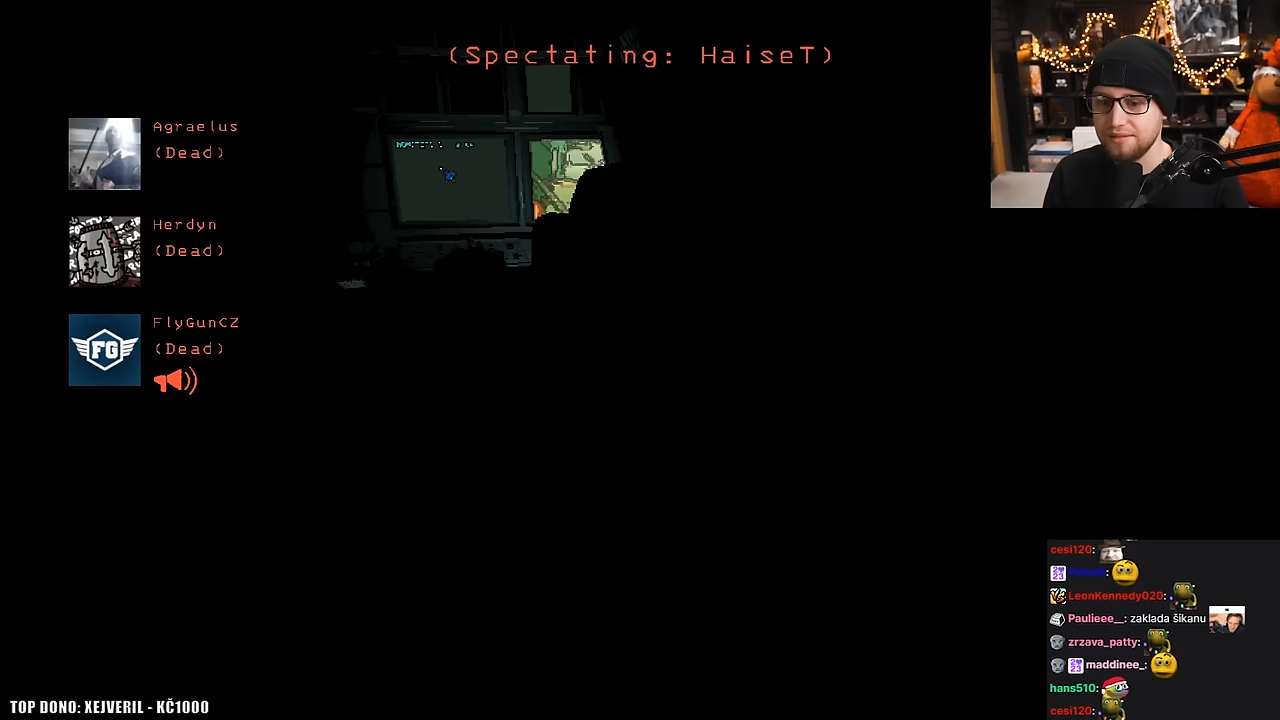 (Spectating: HaiseT)
Agraelus
(Dead)
Herdyn
(Dead)
FlyGunCZ
(Dead)
FG
cesi120:
LeonKennedy020:
Paulieee__: zaklada šikanu
zrzava_patty:
maddinee_:
hans510:
cesi120:
TOP DONO: XEJVERIL - KČ1000